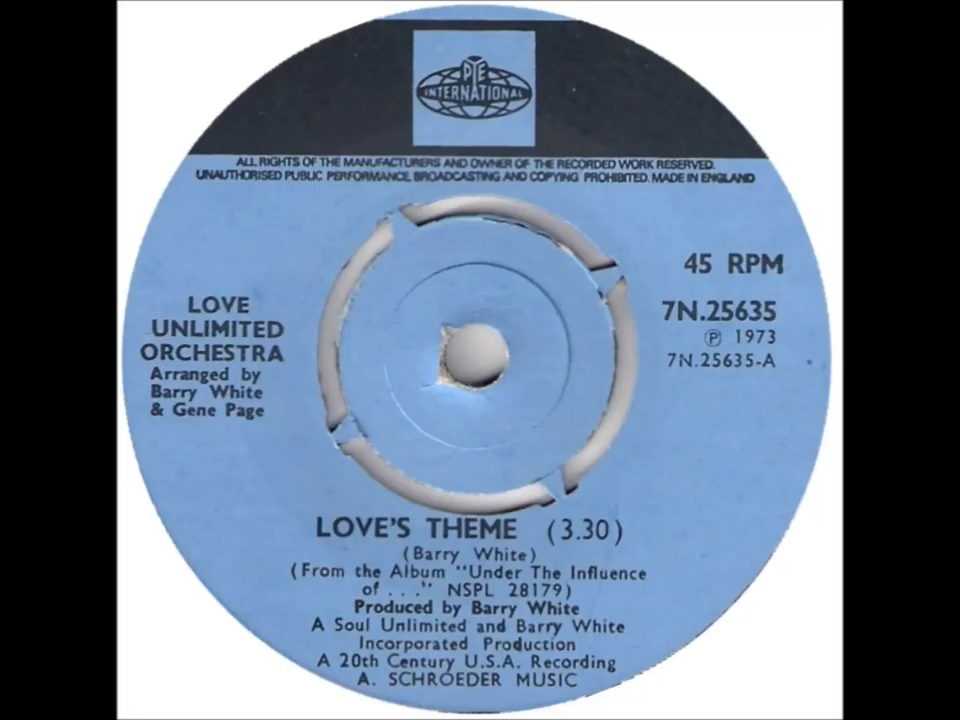 PYE
INTERNATIONAL
ALL RIGHTS OF THE MANUFACTURERS AND OWNER OF THE RECORDED WORK RESERVED.
UNAUTHORISED PUBLIC PERFORMANCE, BROADCASTING AND COPYING PROHIBITED. MADE IN ENGLAND
45 RPM
7N.25635
Ⓟ 1973
7N.25635-A
LOVE
UNLIMITED
ORCHESTRA
Arranged by
Barry White
& Gene Page
LOVE'S THEME (3.30)
(Barry White)
(From the Album "Under The Influence
of . . ." NSPL 28179)
Produced by Barry White
A Soul Unlimited and Barry White
Incorporated Production
A 20th Century U.S.A. Recording
A. SCHROEDER MUSIC